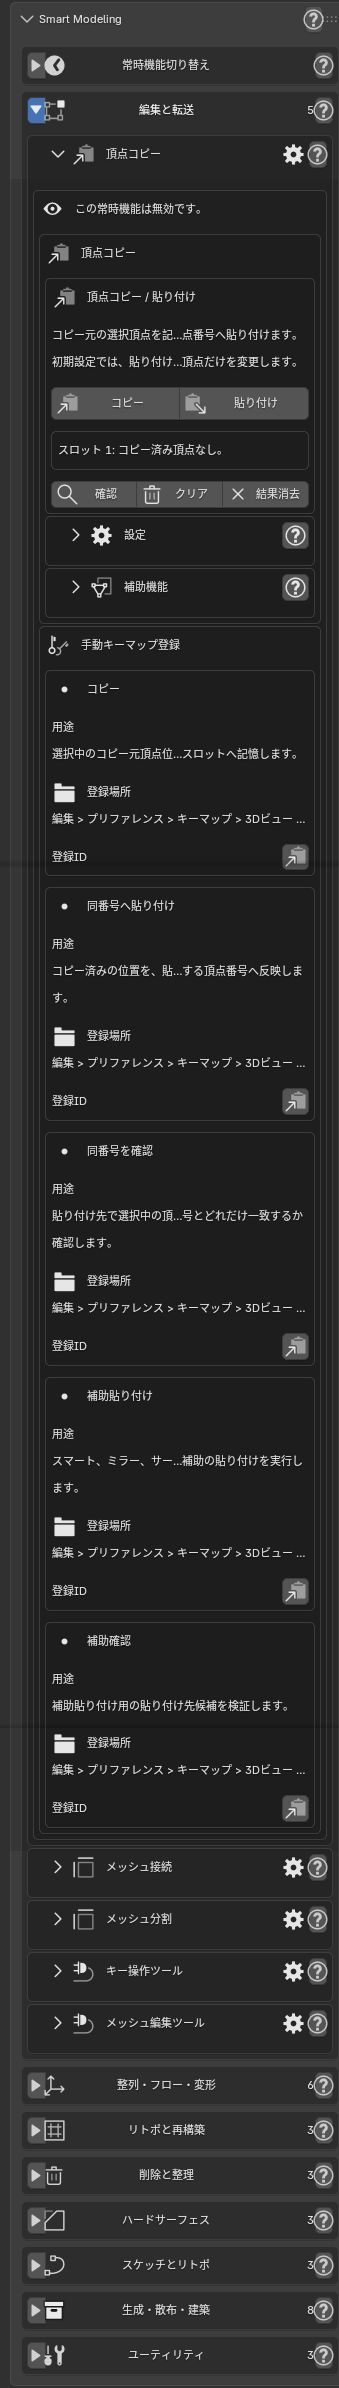 Smart Modeling
常時機能切り替え
編集と転送 5
頂点コピー
この常時機能は無効です。
頂点コピー
頂点コピー / 貼り付け
コピー元の選択頂点を記...点番号へ貼り付けます。
初期設定では、貼り付け...頂点だけを変更します。
コピー 貼り付け
スロット 1: コピー済み頂点なし。
確認 クリア 結果消去
設定
補助機能
手動キーマップ登録
コピー
用途
選択中のコピー元頂点位...スロットへ記憶します。
登録場所
編集 > プリファレンス > キーマップ > 3Dビュー ...
登録ID
同番号へ貼り付け
用途
コピー済みの位置を、貼...する頂点番号へ反映しま
す。
登録場所
編集 > プリファレンス > キーマップ > 3Dビュー ...
登録ID
同番号を確認
用途
貼り付け先で選択中の頂...号とどれだけ一致するか
確認します。
登録場所
編集 > プリファレンス > キーマップ > 3Dビュー ...
登録ID
補助貼り付け
用途
スマート、ミラー、サー...補助の貼り付けを実行し
ます。
登録場所
編集 > プリファレンス > キーマップ > 3Dビュー ...
登録ID
補助確認
用途
補助貼り付け用の貼り付け先候補を検証します。
登録場所
編集 > プリファレンス > キーマップ > 3Dビュー ...
登録ID
メッシュ接続
メッシュ分割
キー操作ツール
メッシュ編集ツール
整列・フロー・変形 6
リトポと再構築 3
削除と整理 3
ハードサーフェス 3
スケッチとリトポ 3
生成・散布・建築 8
ユーティリティ 3